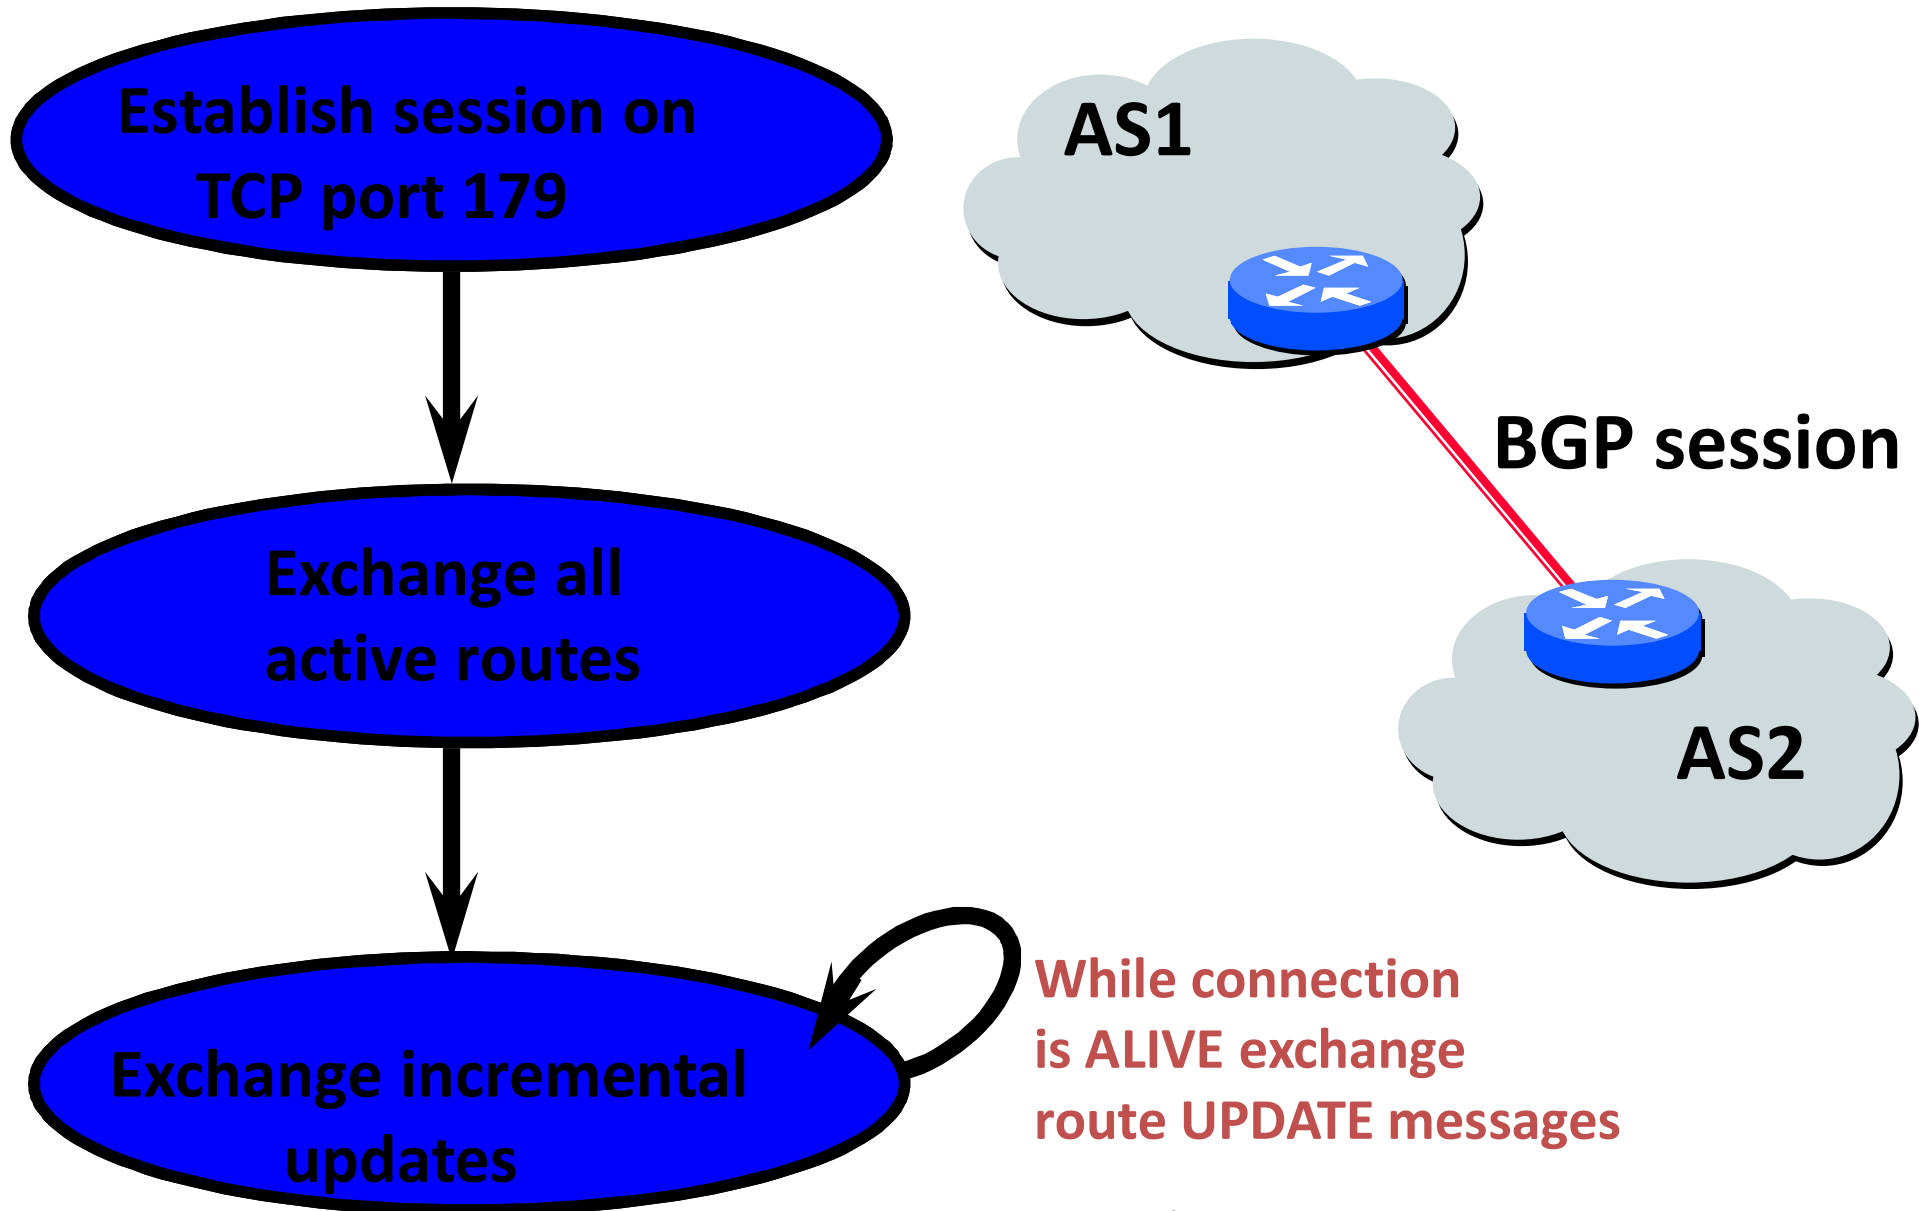 Establish session on
TCP port 179
Exchange all
active routes
Exchange incremental
updates
AS1
BGP session
AS2
While connection
is ALIVE exchange
route UPDATE messages